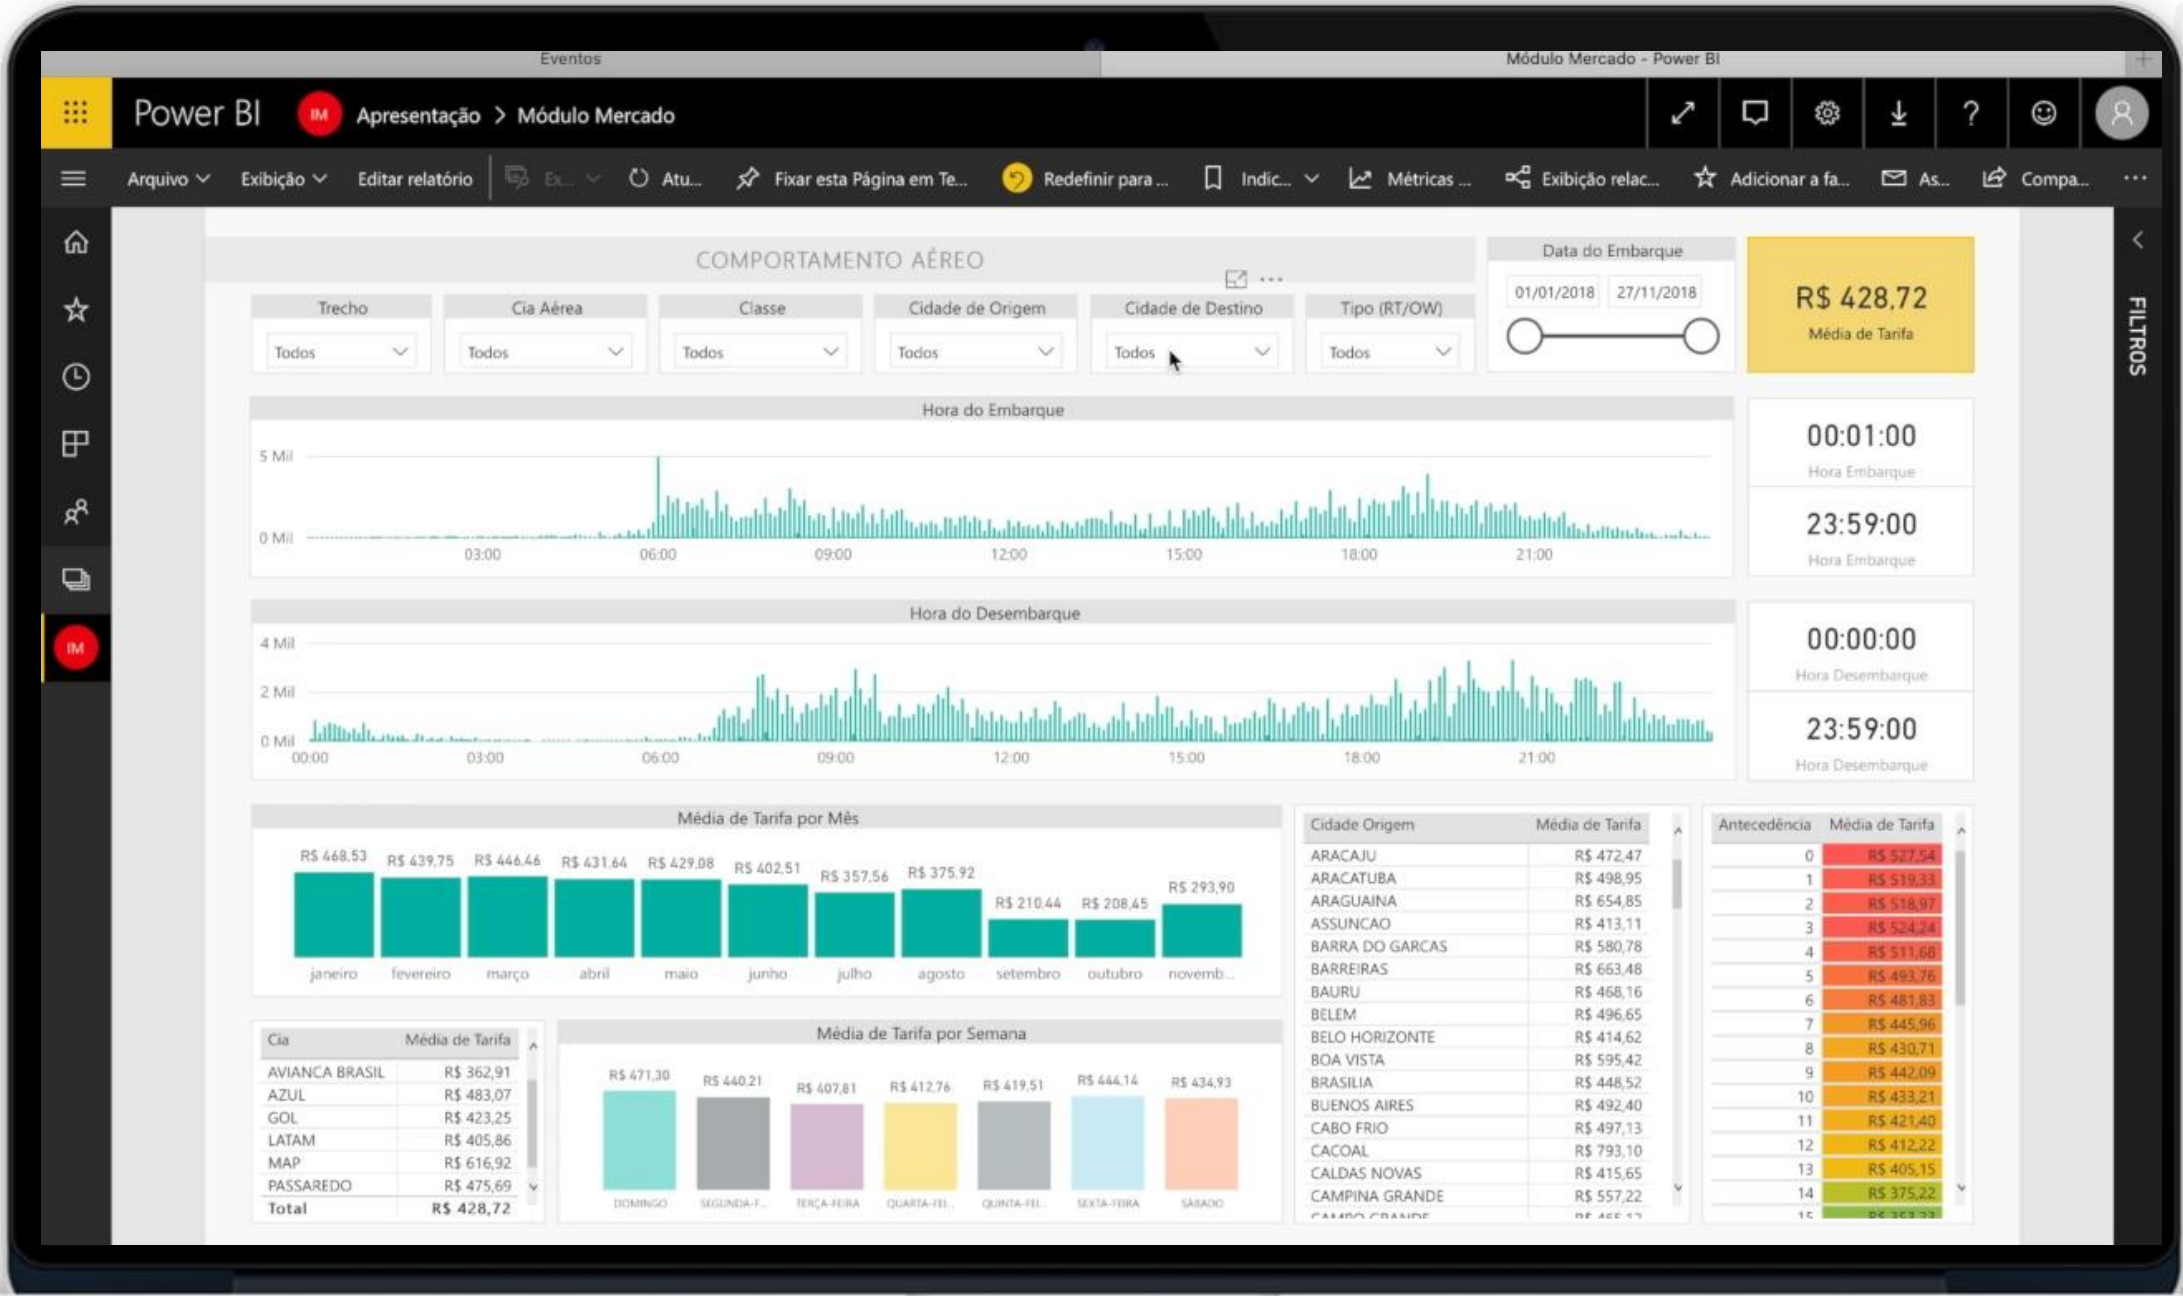 Eventos
Módulo Mercado - Power BI
Power BI IM Apresentação > Módulo Mercado
Arquivo Exibição Editar relatório Ex... Atu... Fixar esta Página em Te... Redefinir para ... Indic... Métricas ... Exibição relac... Adicionar a fa... As... Compa... ...
IM
FILTROS
COMPORTAMENTO AÉREO
Trecho Cia Aérea Classe Cidade de Origem Cidade de Destino Tipo (RT/OW)
Todos Todos Todos Todos Todos Todos
Data do Embarque
01/01/2018 27/11/2018
R$ 428,72
Média de Tarifa
Hora do Embarque
5 Mil
0 Mil
03:00 06:00 09:00 12:00 15:00 18:00 21:00
00:01:00
Hora Embarque
23:59:00
Hora Embarque
Hora do Desembarque
4 Mil
2 Mil
0 Mil
00:00 03:00 06:00 09:00 12:00 15:00 18:00 21:00
00:00:00
Hora Desembarque
23:59:00
Hora Desembarque
Média de Tarifa por Mês
R$ 468,53 R$ 439,75 R$ 446,46 R$ 431,64 R$ 429,08 R$ 402,51 R$ 357,56 R$ 375,92 R$ 210,44 R$ 208,45 R$ 293,90
janeiro fevereiro março abril maio junho julho agosto setembro outubro novemb...
Cia Média de Tarifa
AVIANCA BRASIL R$ 362,91
AZUL R$ 483,07
GOL R$ 423,25
LATAM R$ 405,86
MAP R$ 616,92
PASSAREDO R$ 475,69
Total R$ 428,72
Média de Tarifa por Semana
R$ 471,30 R$ 440,21 R$ 407,81 R$ 412,76 R$ 419,51 R$ 444,14 R$ 434,93
DOMINGO SEGUNDA-F... TERÇA-FEIRA QUARTA-FEI... QUINTA-FEI... SEXTA-FEIRA SÁBADO
Cidade Origem Média de Tarifa
ARACAJU R$ 472,47
ARACATUBA R$ 498,95
ARAGUAINA R$ 654,85
ASSUNCAO R$ 413,11
BARRA DO GARCAS R$ 580,78
BARREIRAS R$ 663,48
BAURU R$ 468,16
BELEM R$ 496,65
BELO HORIZONTE R$ 414,62
BOA VISTA R$ 595,42
BRASILIA R$ 448,52
BUENOS AIRES R$ 492,40
CABO FRIO R$ 497,13
CACOAL R$ 793,10
CALDAS NOVAS R$ 415,65
CAMPINA GRANDE R$ 557,22
CAMPO GRANDE R$ 465,12
Antecedência Média de Tarifa
0 R$ 527,54
1 R$ 519,33
2 R$ 518,97
3 R$ 524,24
4 R$ 511,68
5 R$ 493,76
6 R$ 481,83
7 R$ 445,96
8 R$ 430,71
9 R$ 442,09
10 R$ 433,21
11 R$ 421,40
12 R$ 412,22
13 R$ 405,15
14 R$ 375,22
15 R$ 353,23